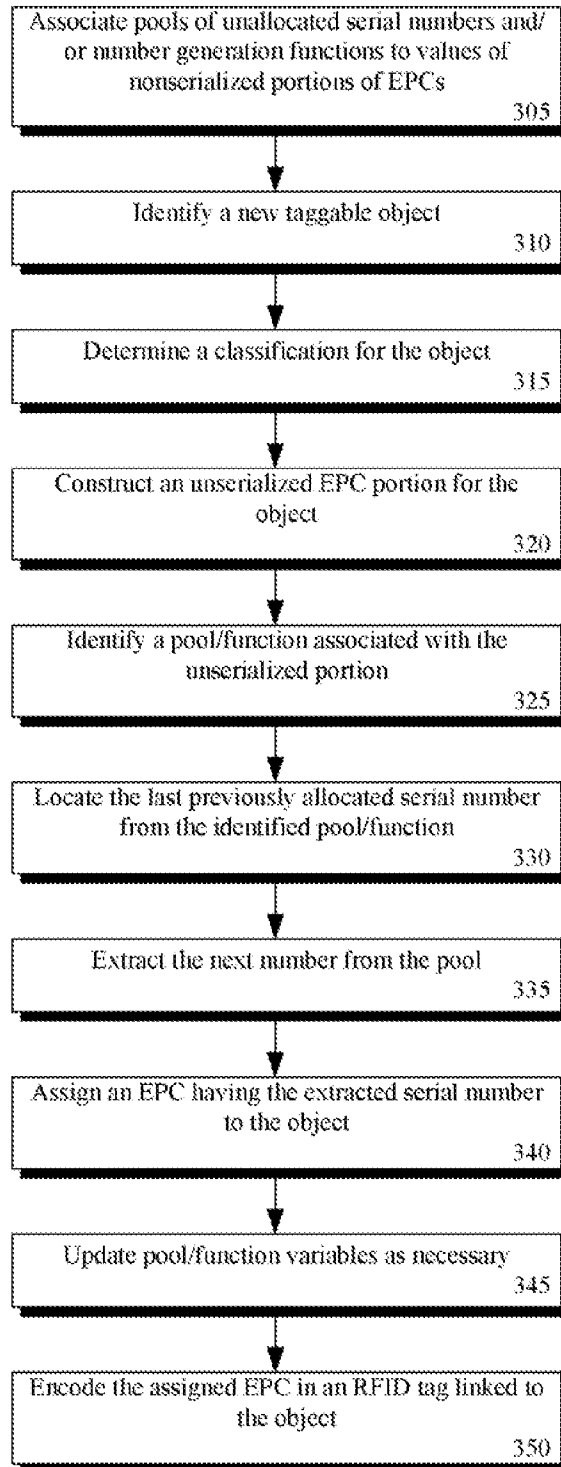 Associate pools of unallocated serial numbers and/
or number generation functions to values of
nonserialized portions of EPCs
305
Identify a new taggable object
310
Determine a classification for the object
315
Construct an unserialized EPC portion for the
object
320
Identify a pool/function associated with the
unserialized portion
325
Locate the last previously allocated serial number
from the identified pool/function
330
Extract the next number from the pool
335
Assign an EPC having the extracted serial number
to the object
340
Update pool/function variables as necessary
345
Encode the assigned EPC in an RFID tag linked to
the object
350